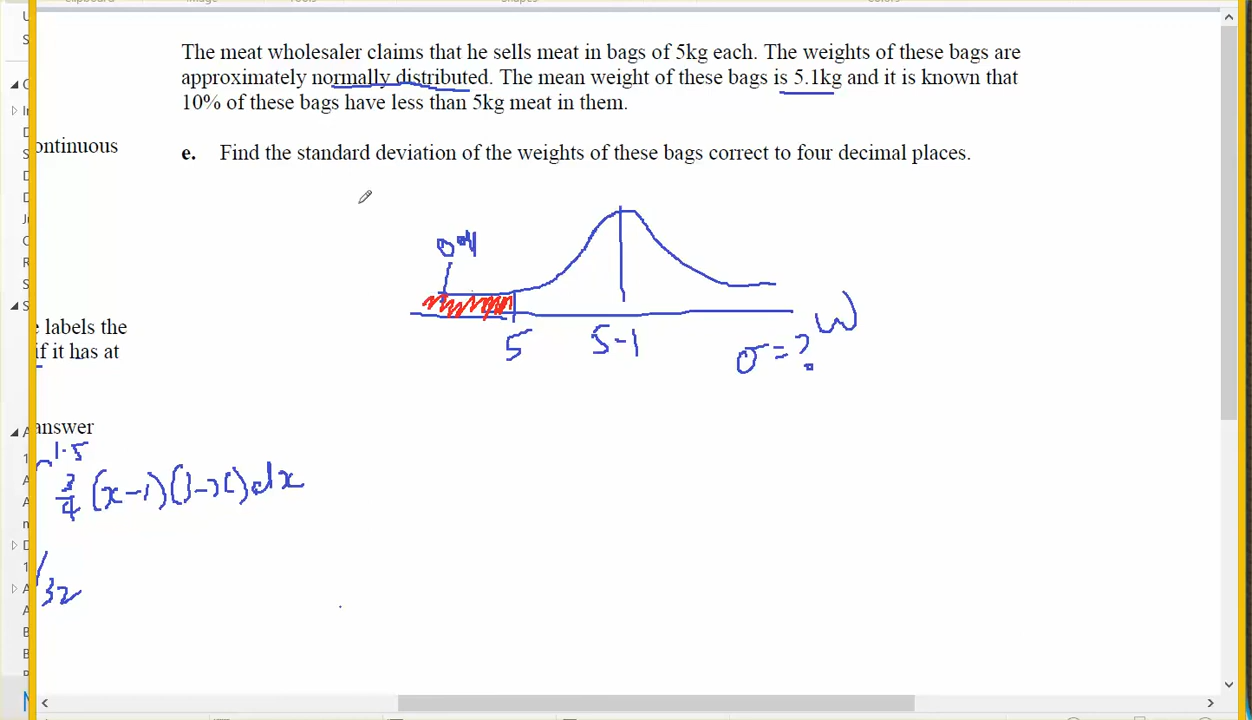 The meat wholesaler claims that he sells meat in bags of 5kg each. The weights of these bags are
approximately normally distributed. The mean weight of these bags is 5.1kg and it is known that
10% of these bags have less than 5kg meat in them.
ontinuous
e. Find the standard deviation of the weights of these bags correct to four decimal places.
5
5.1
σ=?
W
e labels the
if it has at
answer
1.5
3/4 (x-1)(3-x)dx
/32